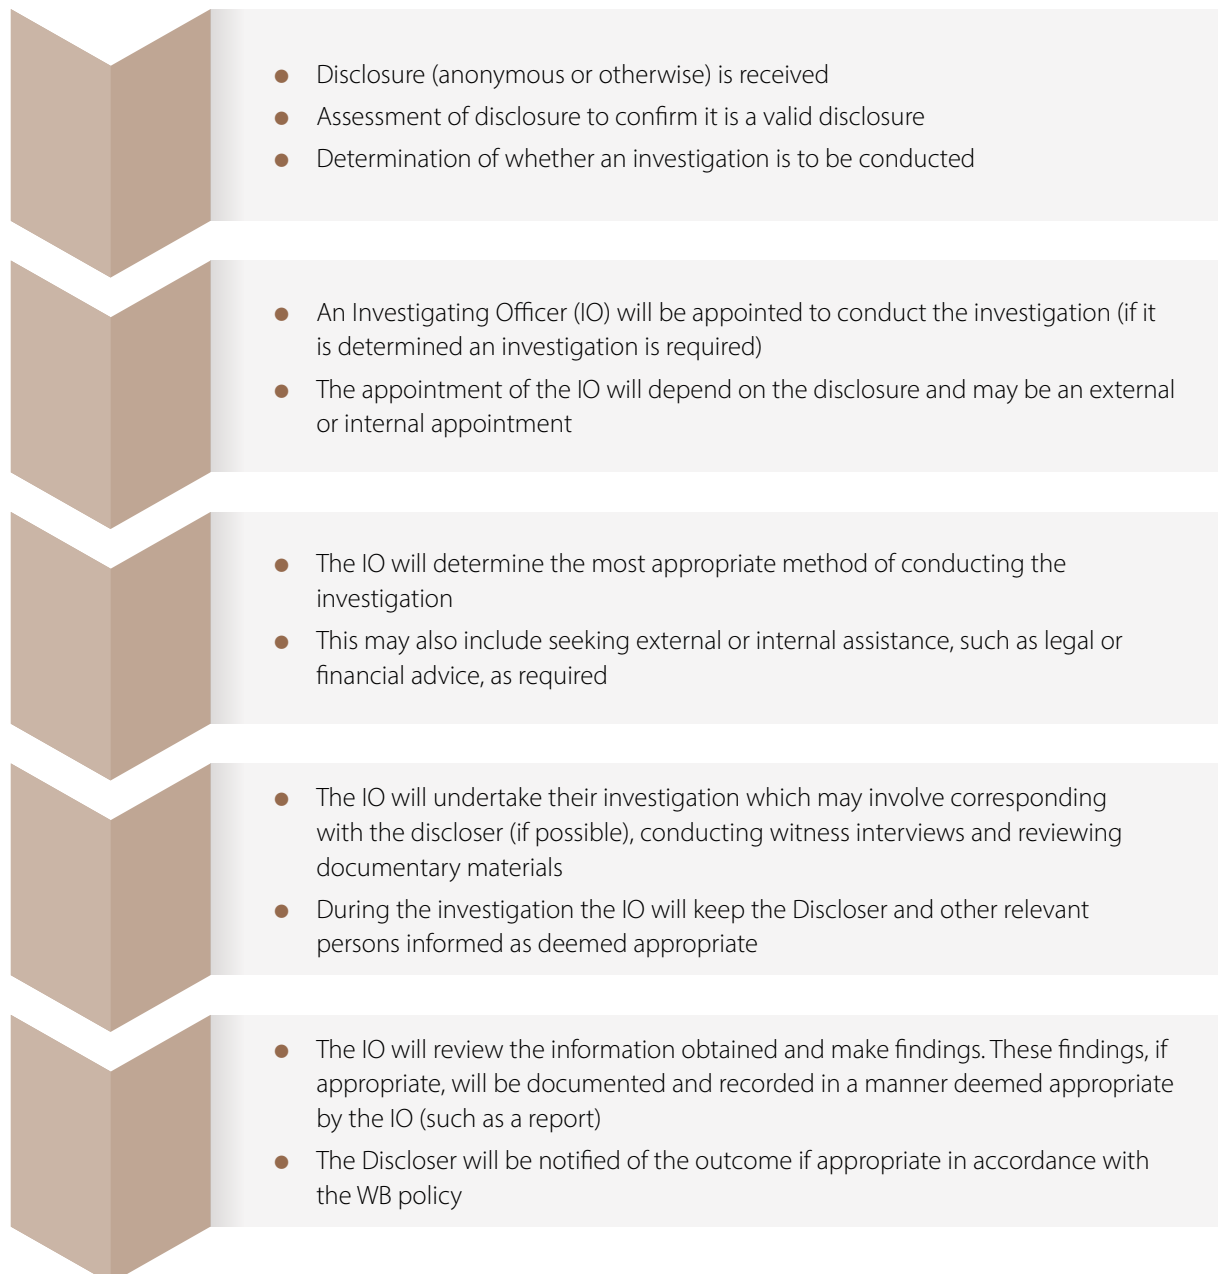 ● Disclosure (anonymous or otherwise) is received
● Assessment of disclosure to confirm it is a valid disclosure
● Determination of whether an investigation is to be conducted
● An Investigating Officer (IO) will be appointed to conduct the investigation (if it
is determined an investigation is required)
● The appointment of the IO will depend on the disclosure and may be an external
or internal appointment
● The IO will determine the most appropriate method of conducting the
investigation
● This may also include seeking external or internal assistance, such as legal or
financial advice, as required
● The IO will undertake their investigation which may involve corresponding
with the discloser (if possible), conducting witness interviews and reviewing
documentary materials
● During the investigation the IO will keep the Discloser and other relevant
persons informed as deemed appropriate
● The IO will review the information obtained and make findings. These findings, if
appropriate, will be documented and recorded in a manner deemed appropriate
by the IO (such as a report)
● The Discloser will be notified of the outcome if appropriate in accordance with
the WB policy